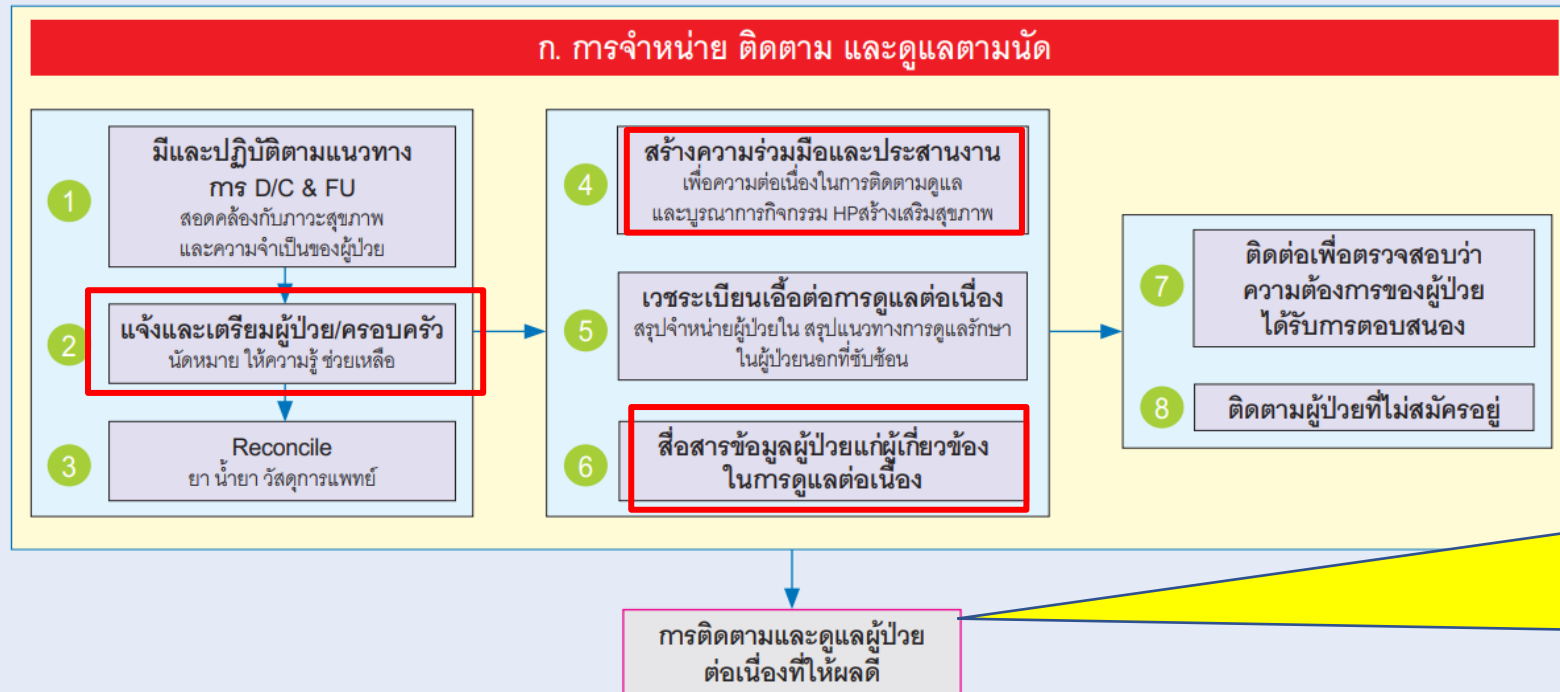 ก. การจำหน่าย ติดตาม และดูแลตามนัด
1
มีและปฏิบัติตามแนวทาง
การ D/C & FU
สอดคล้องกับภาวะสุขภาพ
และความจำเป็นของผู้ป่วย
2
แจ้งและเตรียมผู้ป่วย/ครอบครัว
นัดหมาย ให้ความรู้ ช่วยเหลือ
3
Reconcile
ยา น้ำยา วัสดุการแพทย์
4
สร้างความร่วมมือและประสานงาน
เพื่อความต่อเนื่องในการติดตามดูแล
และบูรณาการกิจกรรม HPสร้างเสริมสุขภาพ
5
เวชระเบียนเอื้อต่อการดูแลต่อเนื่อง
สรุปจำหน่ายผู้ป่วยใน สรุปแนวทางการดูแลรักษา
ในผู้ป่วยนอกที่ซับซ้อน
6
สื่อสารข้อมูลผู้ป่วยแก่ผู้เกี่ยวข้อง
ในการดูแลต่อเนื่อง
7
ติดต่อเพื่อตรวจสอบว่า
ความต้องการของผู้ป่วย
ได้รับการตอบสนอง
8
ติดตามผู้ป่วยที่ไม่สมัครอยู่
การติดตามและดูแลผู้ป่วย
ต่อเนื่องที่ให้ผลดี